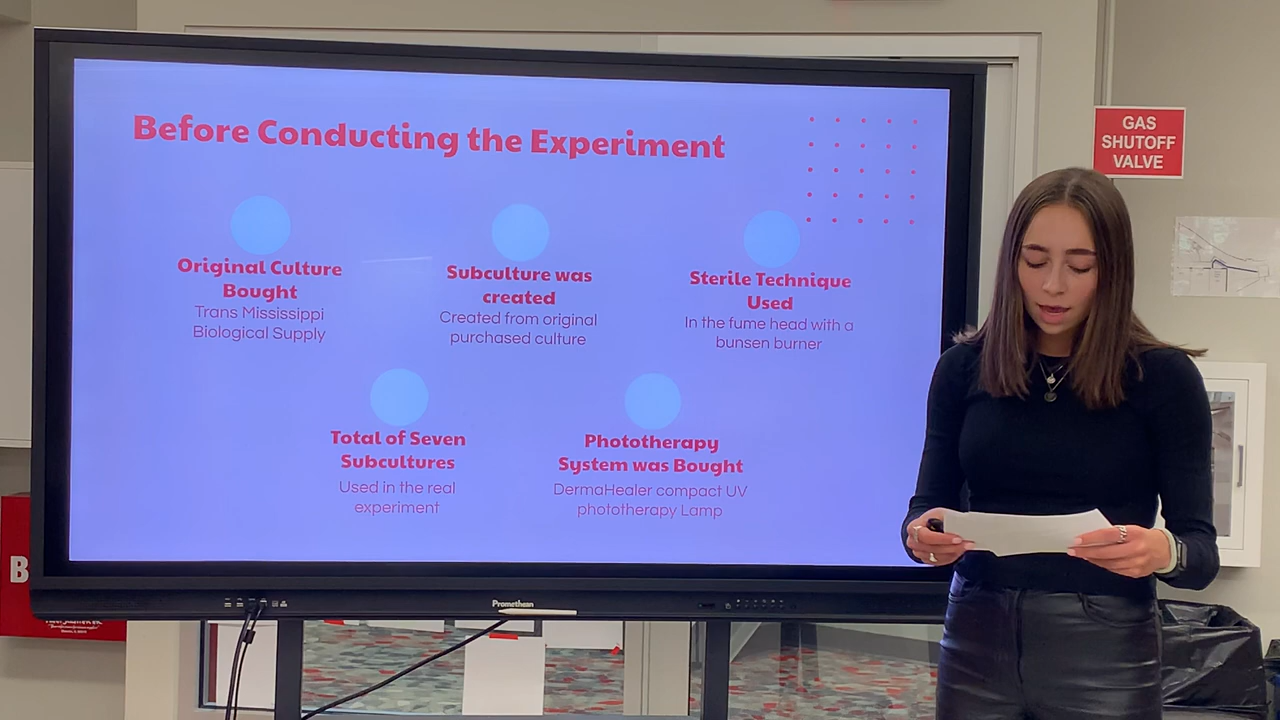 Before Conducting the Experiment
Original Culture
Bought
Trans Mississippi
Biological Supply
Subculture was
created
Created from original
purchased culture
Sterile Technique
Used
In the fume head with a
bunsen burner
Total of Seven
Subcultures
Used in the real
experiment
Phototherapy
System was Bought
DermaHealer compact UV
phototherapy Lamp
GAS
SHUTOFF
VALVE
Promethean
B